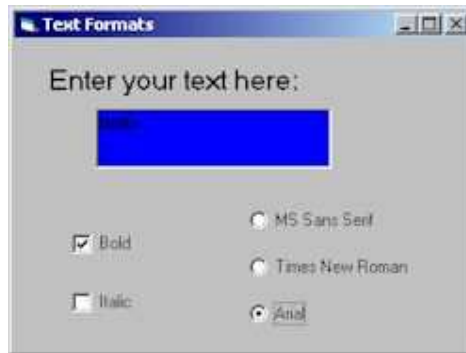 Text Formats
Enter your text here:
MS Sans Serif
Bold
Times New Roman
Italic
Arial